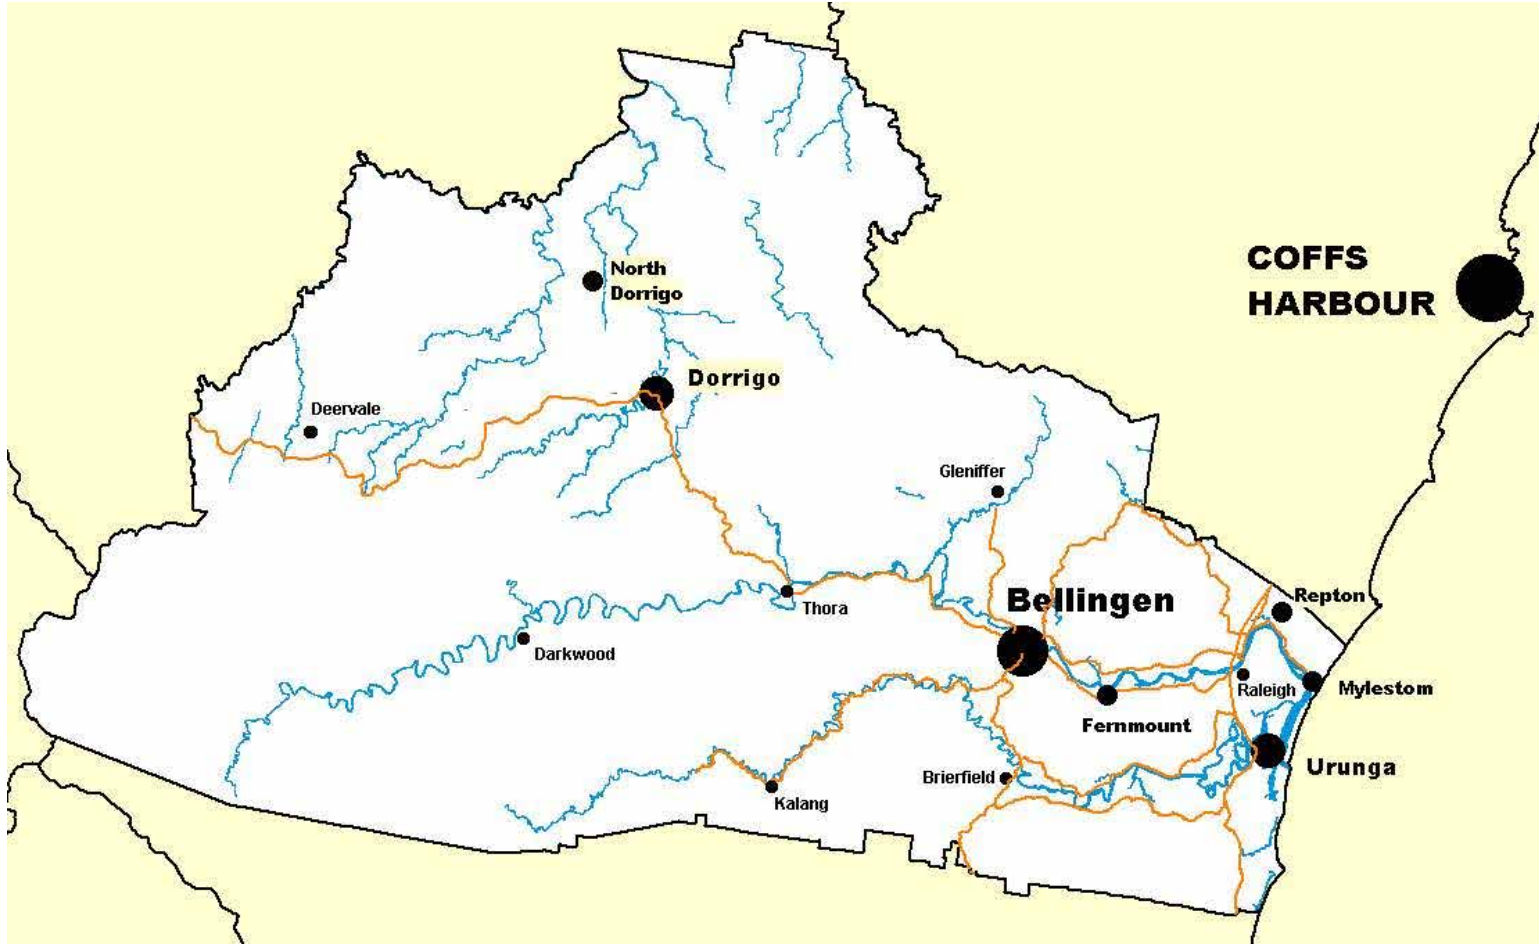 COFFS
HARBOUR
North
Dorrigo
Dorrigo
Deervale
Gleniffer
Bellingen
Repton
Thora
Darkwood
Raleigh
Mylestom
Fernmount
Urunga
Brierfield
Kalang